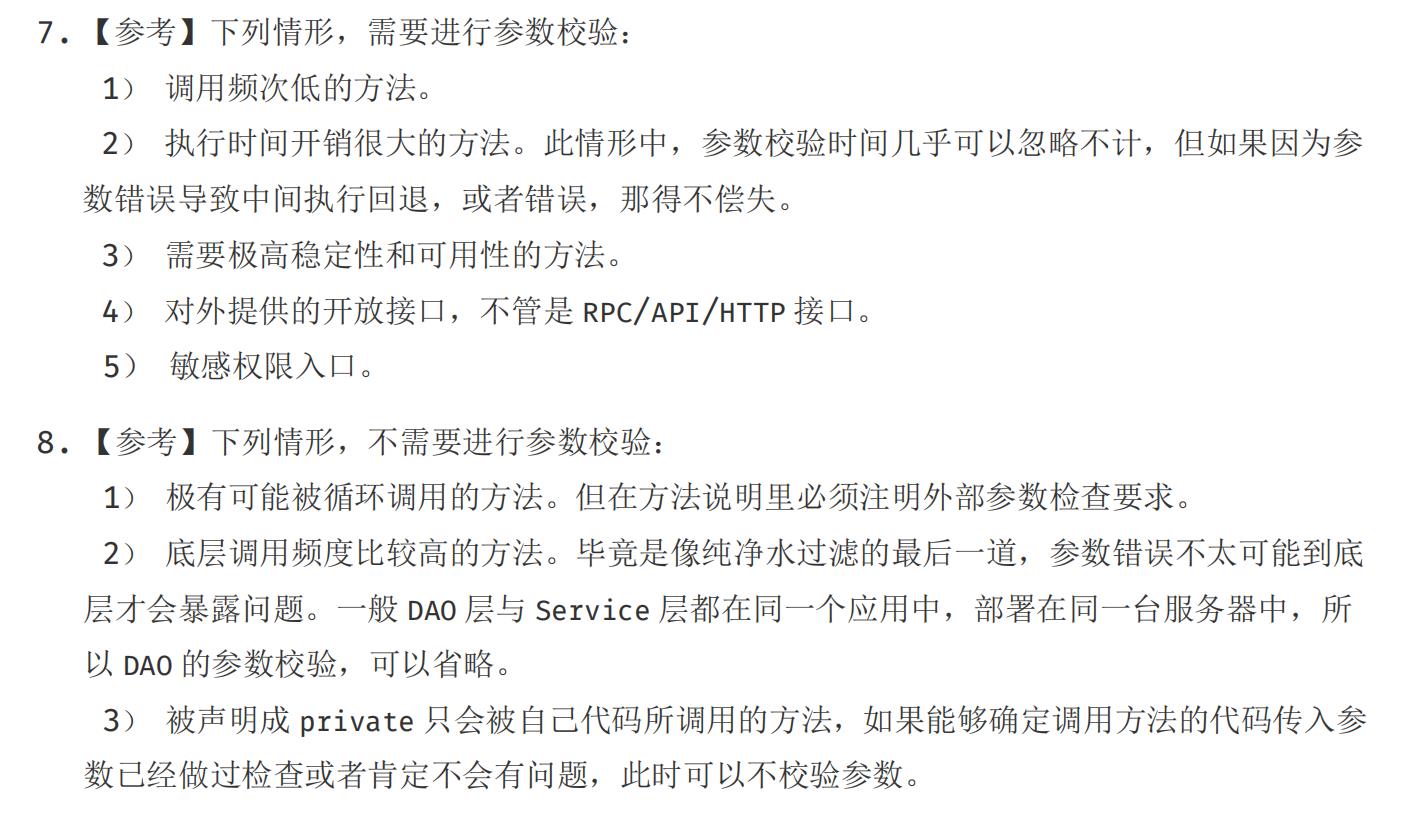 7. 【参考】下列情形，需要进行参数校验：
1） 调用频次低的方法。
2） 执行时间开销很大的方法。此情形中，参数校验时间几乎可以忽略不计，但如果因为参
数错误导致中间执行回退，或者错误，那得不偿失。
3） 需要极高稳定性和可用性的方法。
4） 对外提供的开放接口，不管是 RPC/API/HTTP 接口。
5） 敏感权限入口。
8. 【参考】下列情形，不需要进行参数校验：
1） 极有可能被循环调用的方法。但在方法说明里必须注明外部参数检查要求。
2） 底层调用频度比较高的方法。毕竟是像纯净水过滤的最后一道，参数错误不太可能到底
层才会暴露问题。一般 DAO 层与 Service 层都在同一个应用中，部署在同一台服务器中，所
以 DAO 的参数校验，可以省略。
3） 被声明成 private 只会被自己代码所调用的方法，如果能够确定调用方法的代码传入参
数已经做过检查或者肯定不会有问题，此时可以不校验参数。